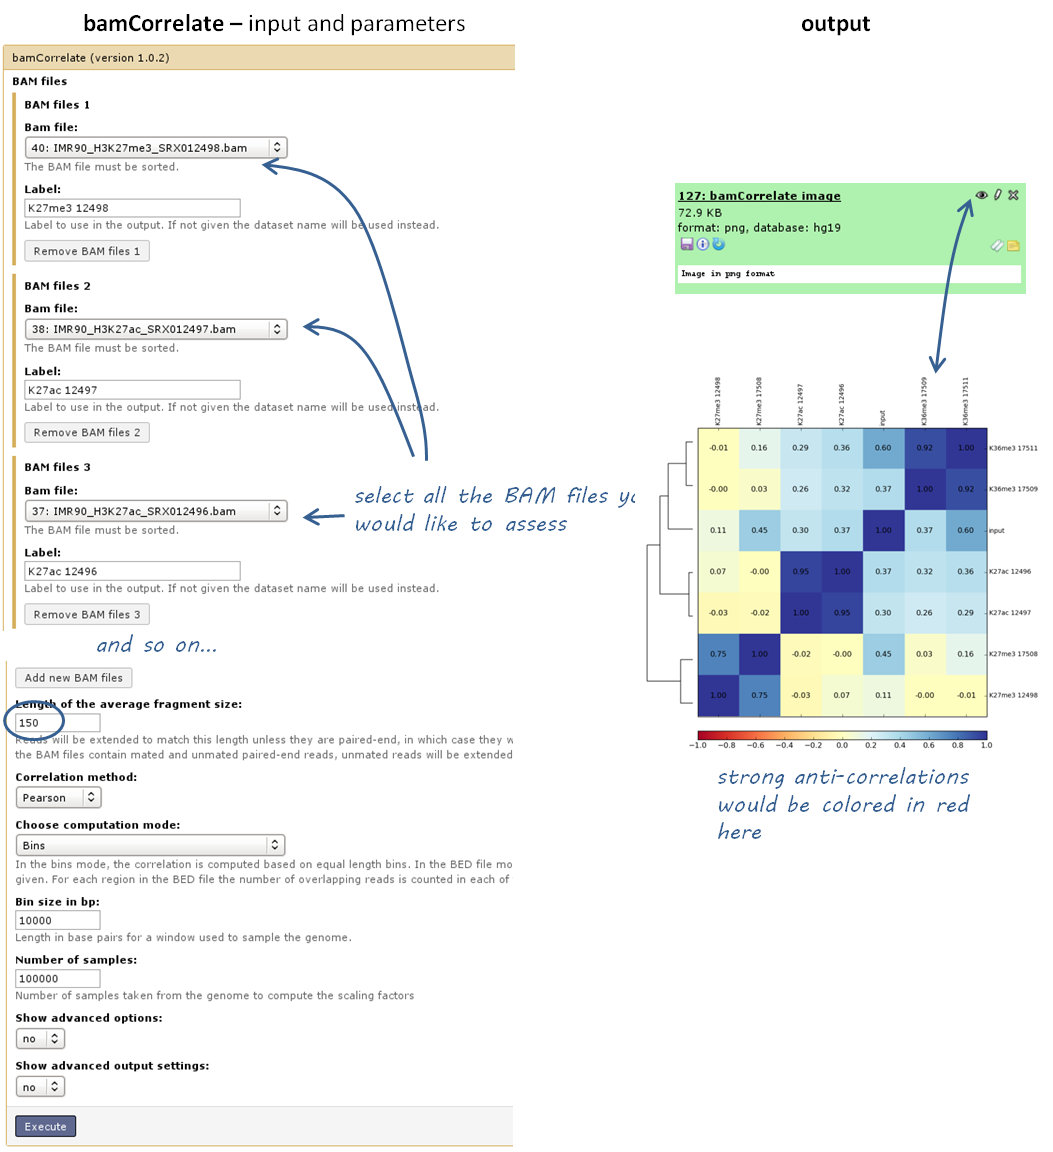 bamCorrelate – input and parameters
bamCorrelate (version 1.0.2)
BAM files
BAM files 1
Bam file:
40: IMR90_H3K27me3_SRX012498.bam
The BAM file must be sorted.
Label:
K27me3 12498
Label to use in the output. If not given the dataset name will be used instead.
Remove BAM files 1
BAM files 2
Bam file:
38: IMR90_H3K27ac_SRX012497.bam
The BAM file must be sorted.
Label:
K27ac 12497
Label to use in the output. If not given the dataset name will be used instead.
Remove BAM files 2
BAM files 3
Bam file:
37: IMR90_H3K27ac_SRX012496.bam
The BAM file must be sorted.
Label:
K27ac 12496
Label to use in the output. If not given the dataset name will be used instead.
Remove BAM files 3
select all the BAM files yo
would like to assess
and so on...
Add new BAM files
Length of the average fragment size:
150
Reads will be extended to match this length unless they are paired-end, in which case they w
the BAM files contain mated and unmated paired-end reads, unmated reads will be extended
Correlation method:
Pearson
Choose computation mode:
Bins
In the bins mode, the correlation is computed based on equal length bins. In the BED file mo
given. For each region in the BED file the number of overlapping reads is counted in each of
Bin size in bp:
10000
Length in base pairs for a window used to sample the genome.
Number of samples:
100000
Number of samples taken from the genome to compute the scaling factors
Show advanced options:
no
Show advanced output settings:
no
Execute
output
127: bamCorrelate image
72.9 KB
format: png, database: hg19
Image in png format
K27me3 12498
K27me3 17508
K27ac 12497
K27ac 12496
input
K36me3 17509
K36me3 17511
-0.01 0.16 0.29 0.36 0.60 0.92 1.00 K36me3 17511
-0.00 0.03 0.26 0.32 0.37 1.00 0.92 K36me3 17509
0.11 0.45 0.30 0.37 1.00 0.37 0.60 input
0.07 -0.00 0.95 1.00 0.37 0.32 0.36 K27ac 12496
-0.03 -0.02 1.00 0.95 0.30 0.26 0.29 K27ac 12497
0.75 1.00 -0.02 -0.00 0.45 0.03 0.16 K27me3 17508
1.00 0.75 -0.03 0.07 0.11 -0.00 -0.01 K27me3 12498
−1.0 −0.8 −0.6 −0.4 −0.2 0.0 0.2 0.4 0.6 0.8 1.0
strong anti-correlations
would be colored in red
here